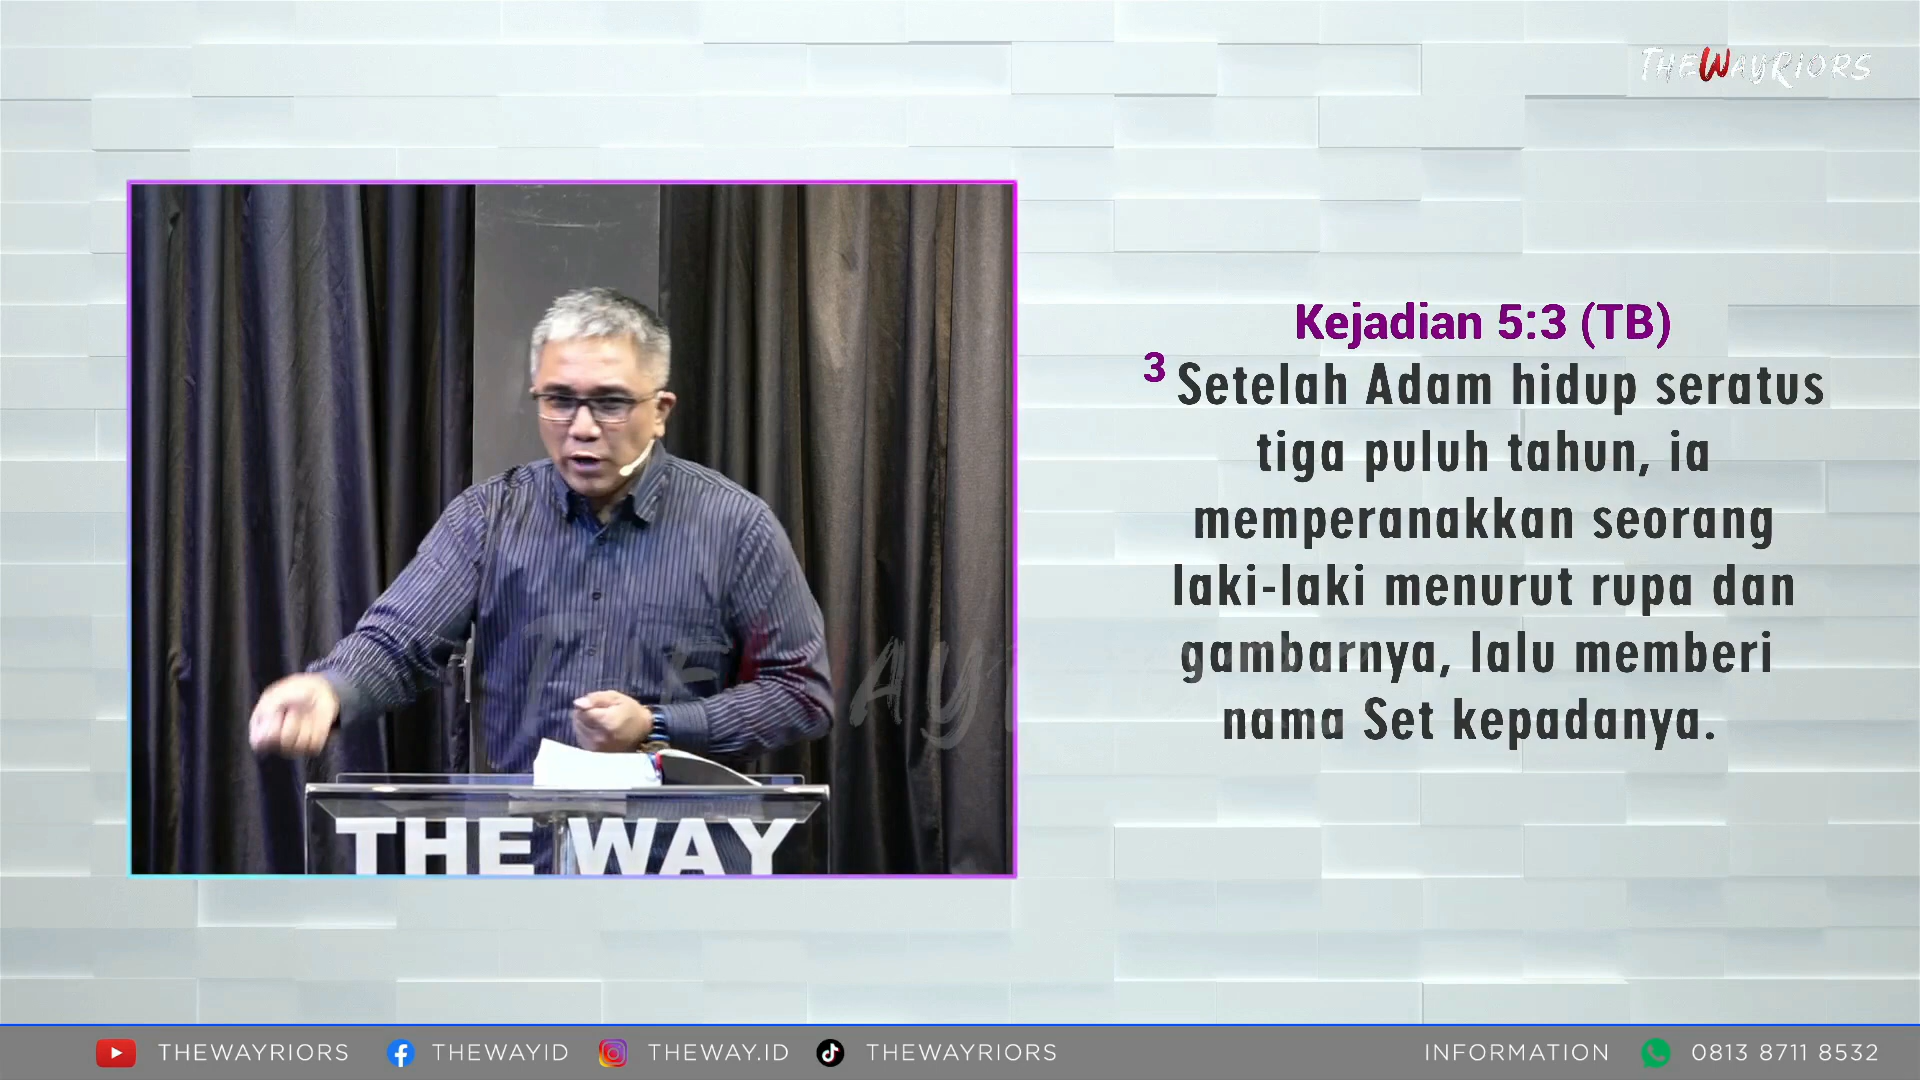 THEWAYRIORS
Kejadian 5:3 (TB)
3 Setelah Adam hidup seratus
tiga puluh tahun, ia
memperanakkan seorang
laki-laki menurut rupa dan
gambarnya, lalu memberi
nama Set kepadanya.
THE WAY
THEWAYRIORS THEWAYID THEWAY.ID THEWAYRIORS INFORMATION 0813 8711 8532